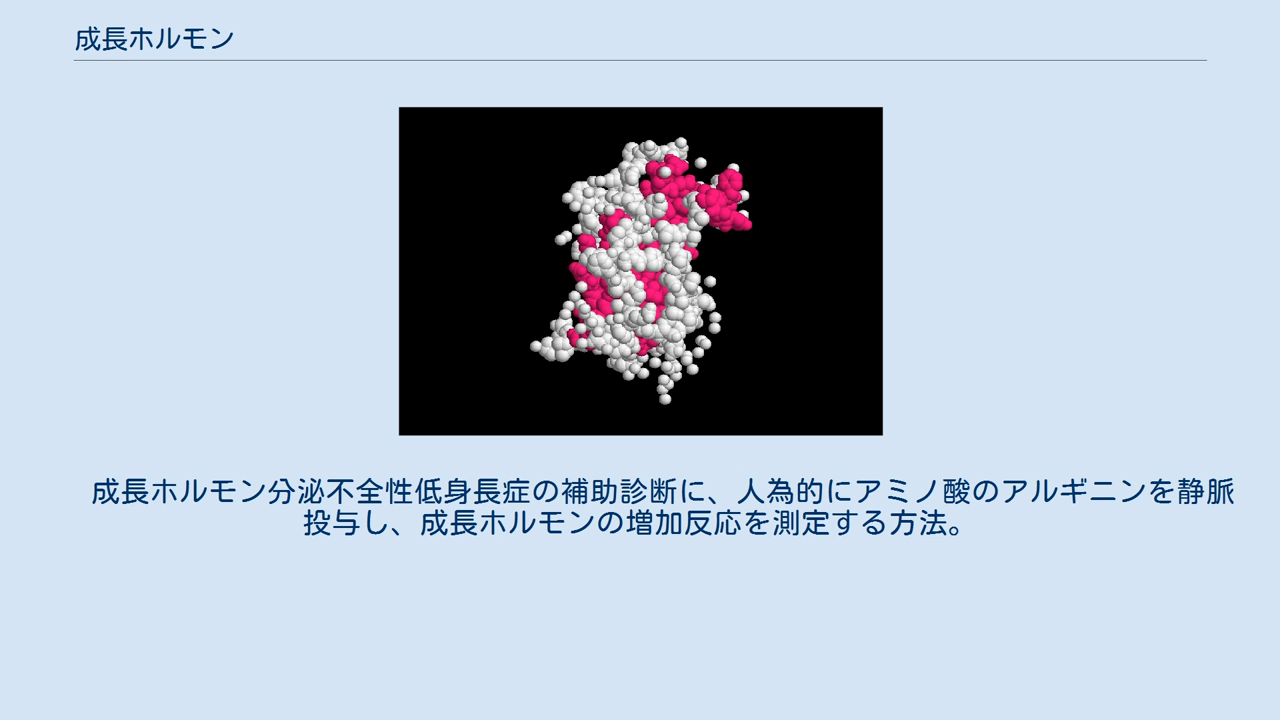 成長ホルモン
成長ホルモン分泌不全性低身長症の補助診断に、人為的にアミノ酸のアルギニンを静脈
投与し、成長ホルモンの増加反応を測定する方法。